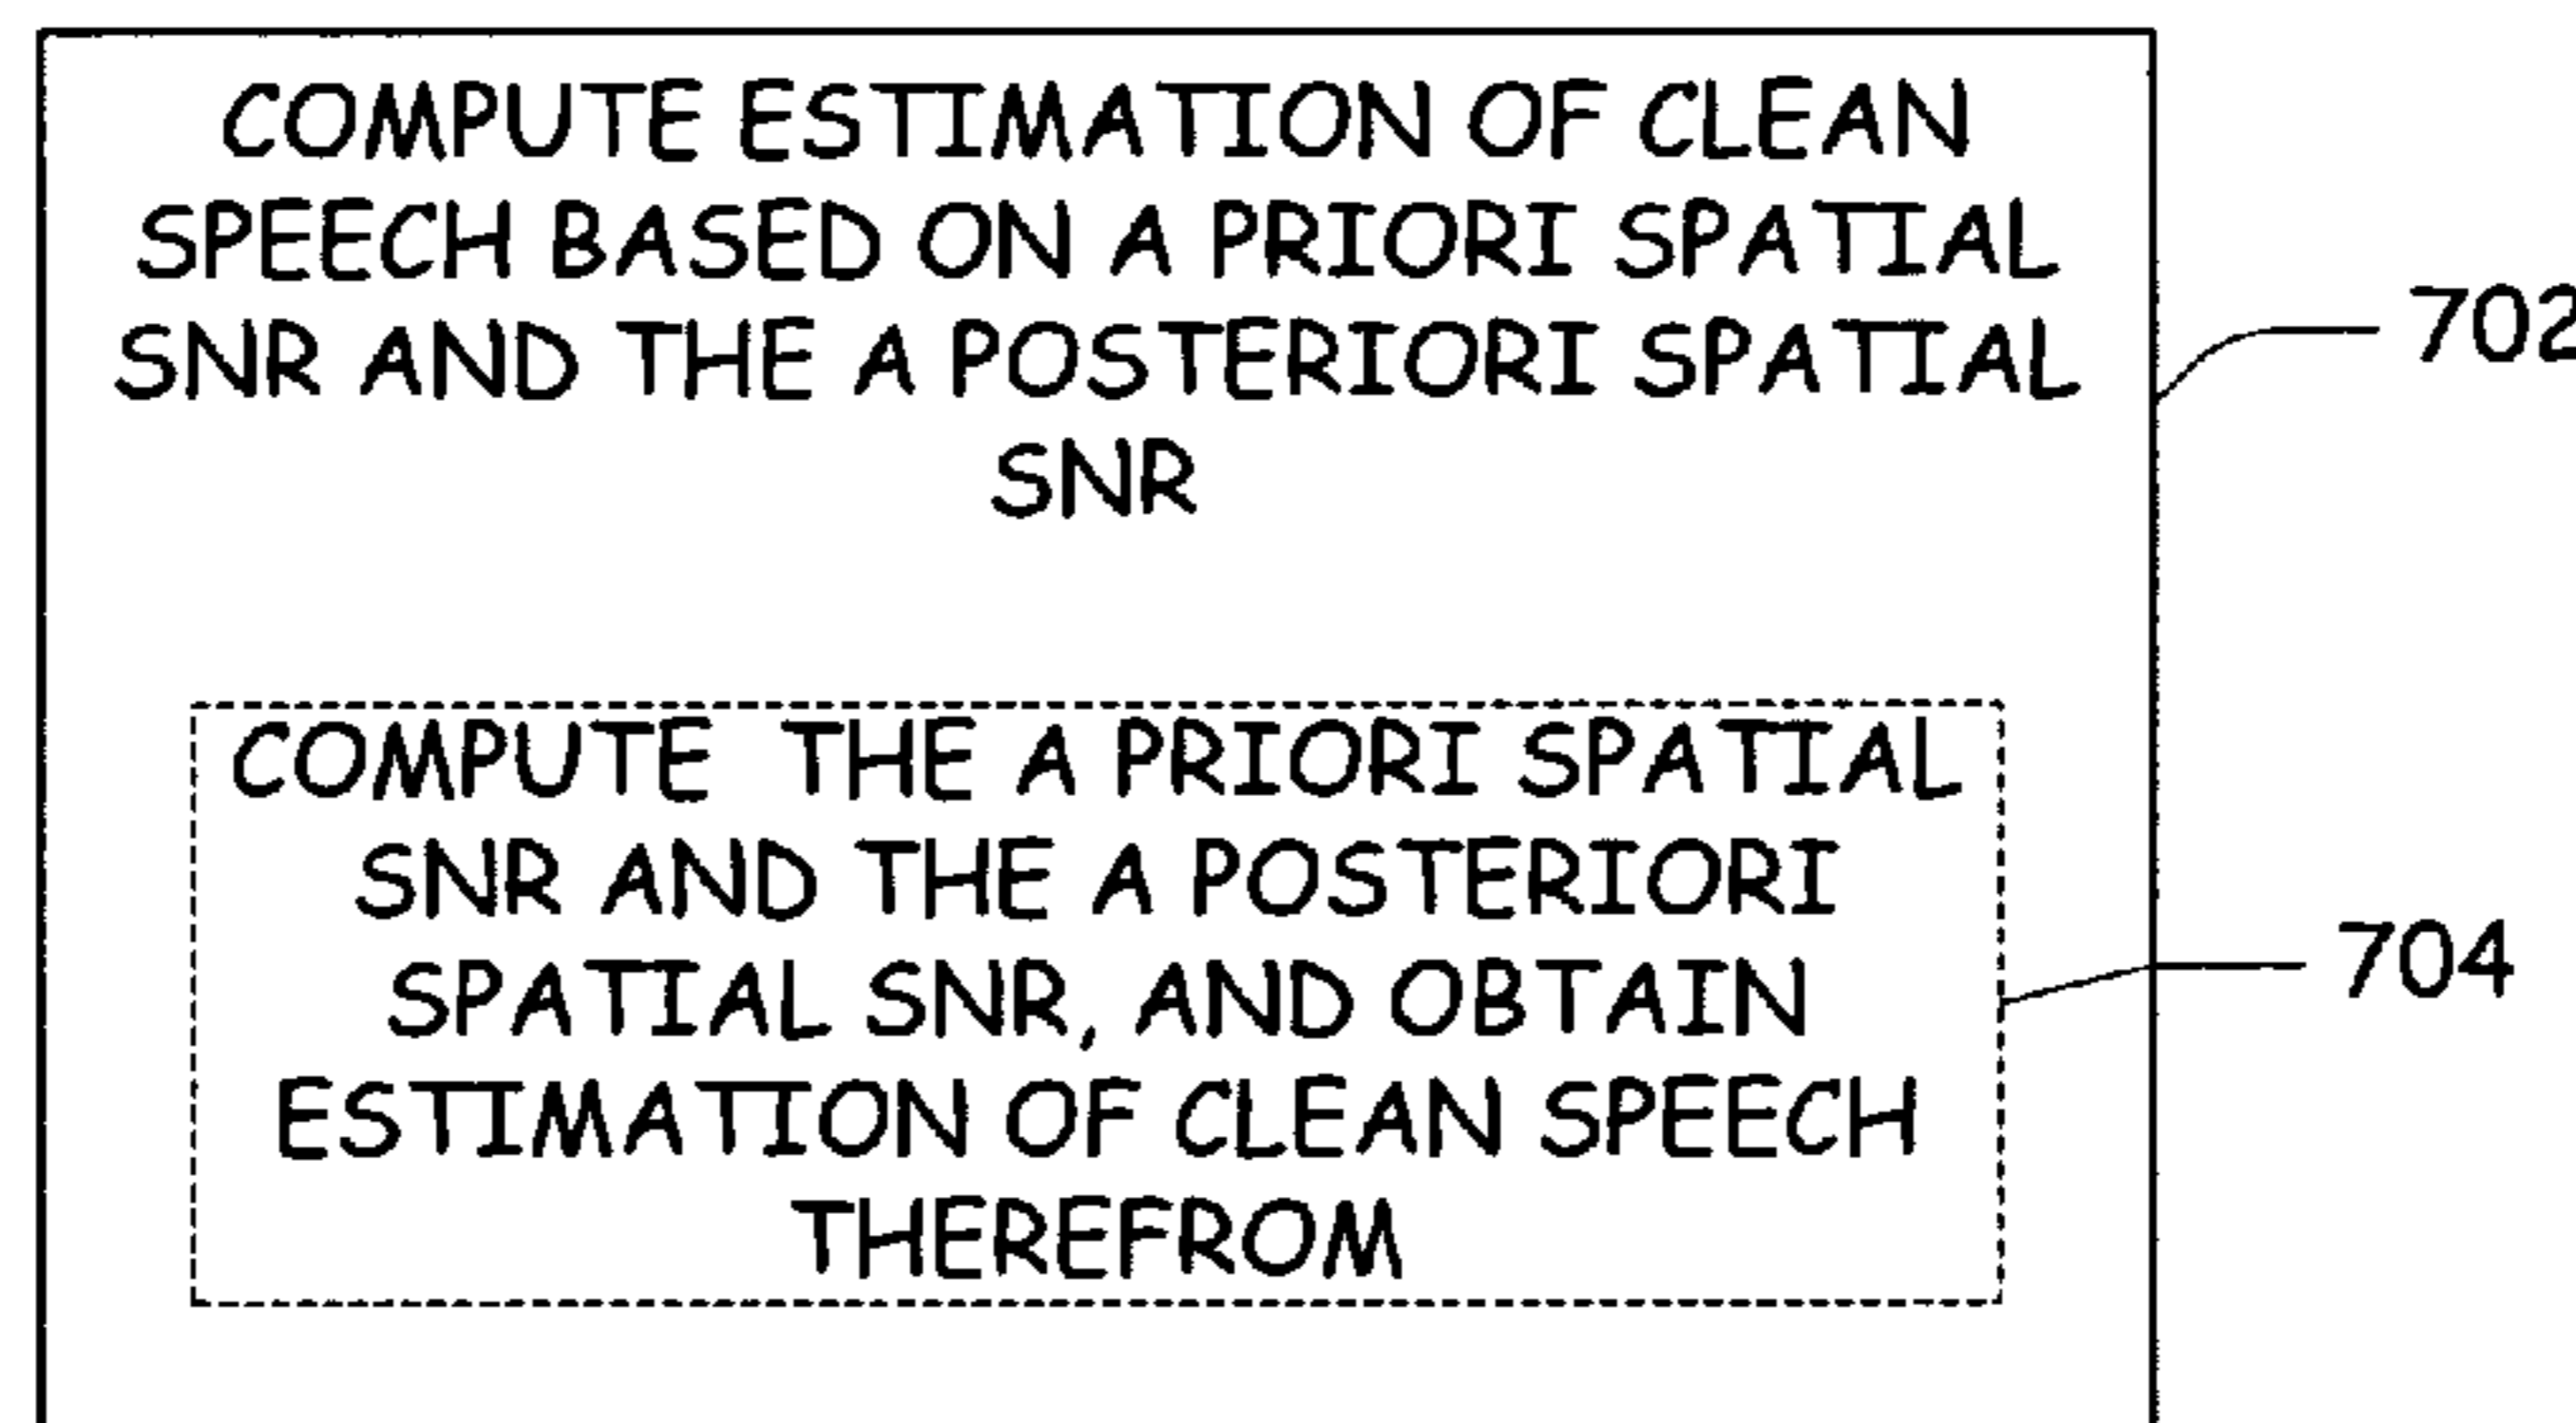 COMPUTE ESTIMATION OF CLEAN
SPEECH BASED ON A PRIORI SPATIAL
SNR AND THE A POSTERIORI SPATIAL
SNR
702
COMPUTE THE A PRIORI SPATIAL
SNR AND THE A POSTERIORI
SPATIAL SNR, AND OBTAIN
ESTIMATION OF CLEAN SPEECH
THEREFROM
704